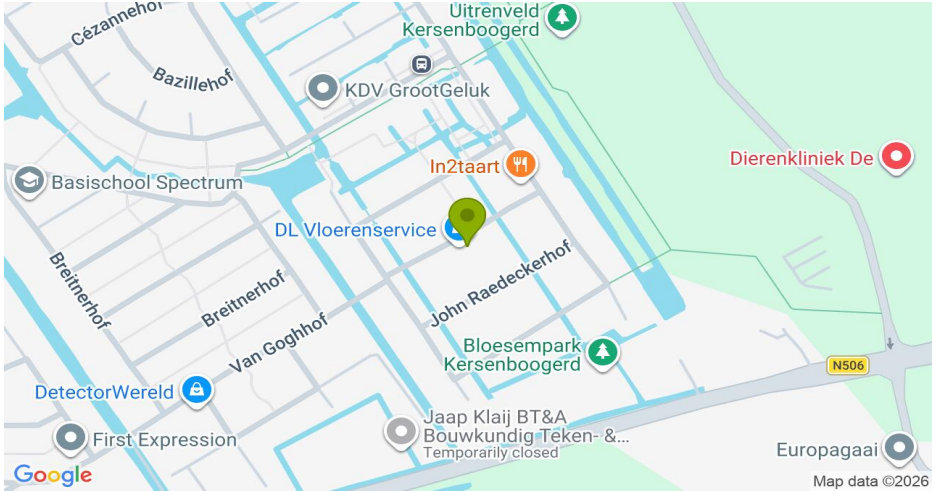 Uitrenveld
Kersenboogerd
Cézannehof
Bazillehof
KDV GrootGeluk
In2taart
Dierenkliniek De
Basischool Spectrum
DL Vloerenservice
John Raedeckerhof
Breitnerhof
Breitnerhof
Van Goghhof
Bloesempark
Kersenboogerd
N506
DetectorWereld
Jaap Klaij BT&A
Bouwkundig Teken- &...
Temporarily closed
First Expression
Europagaai
Google
Map data ©2026